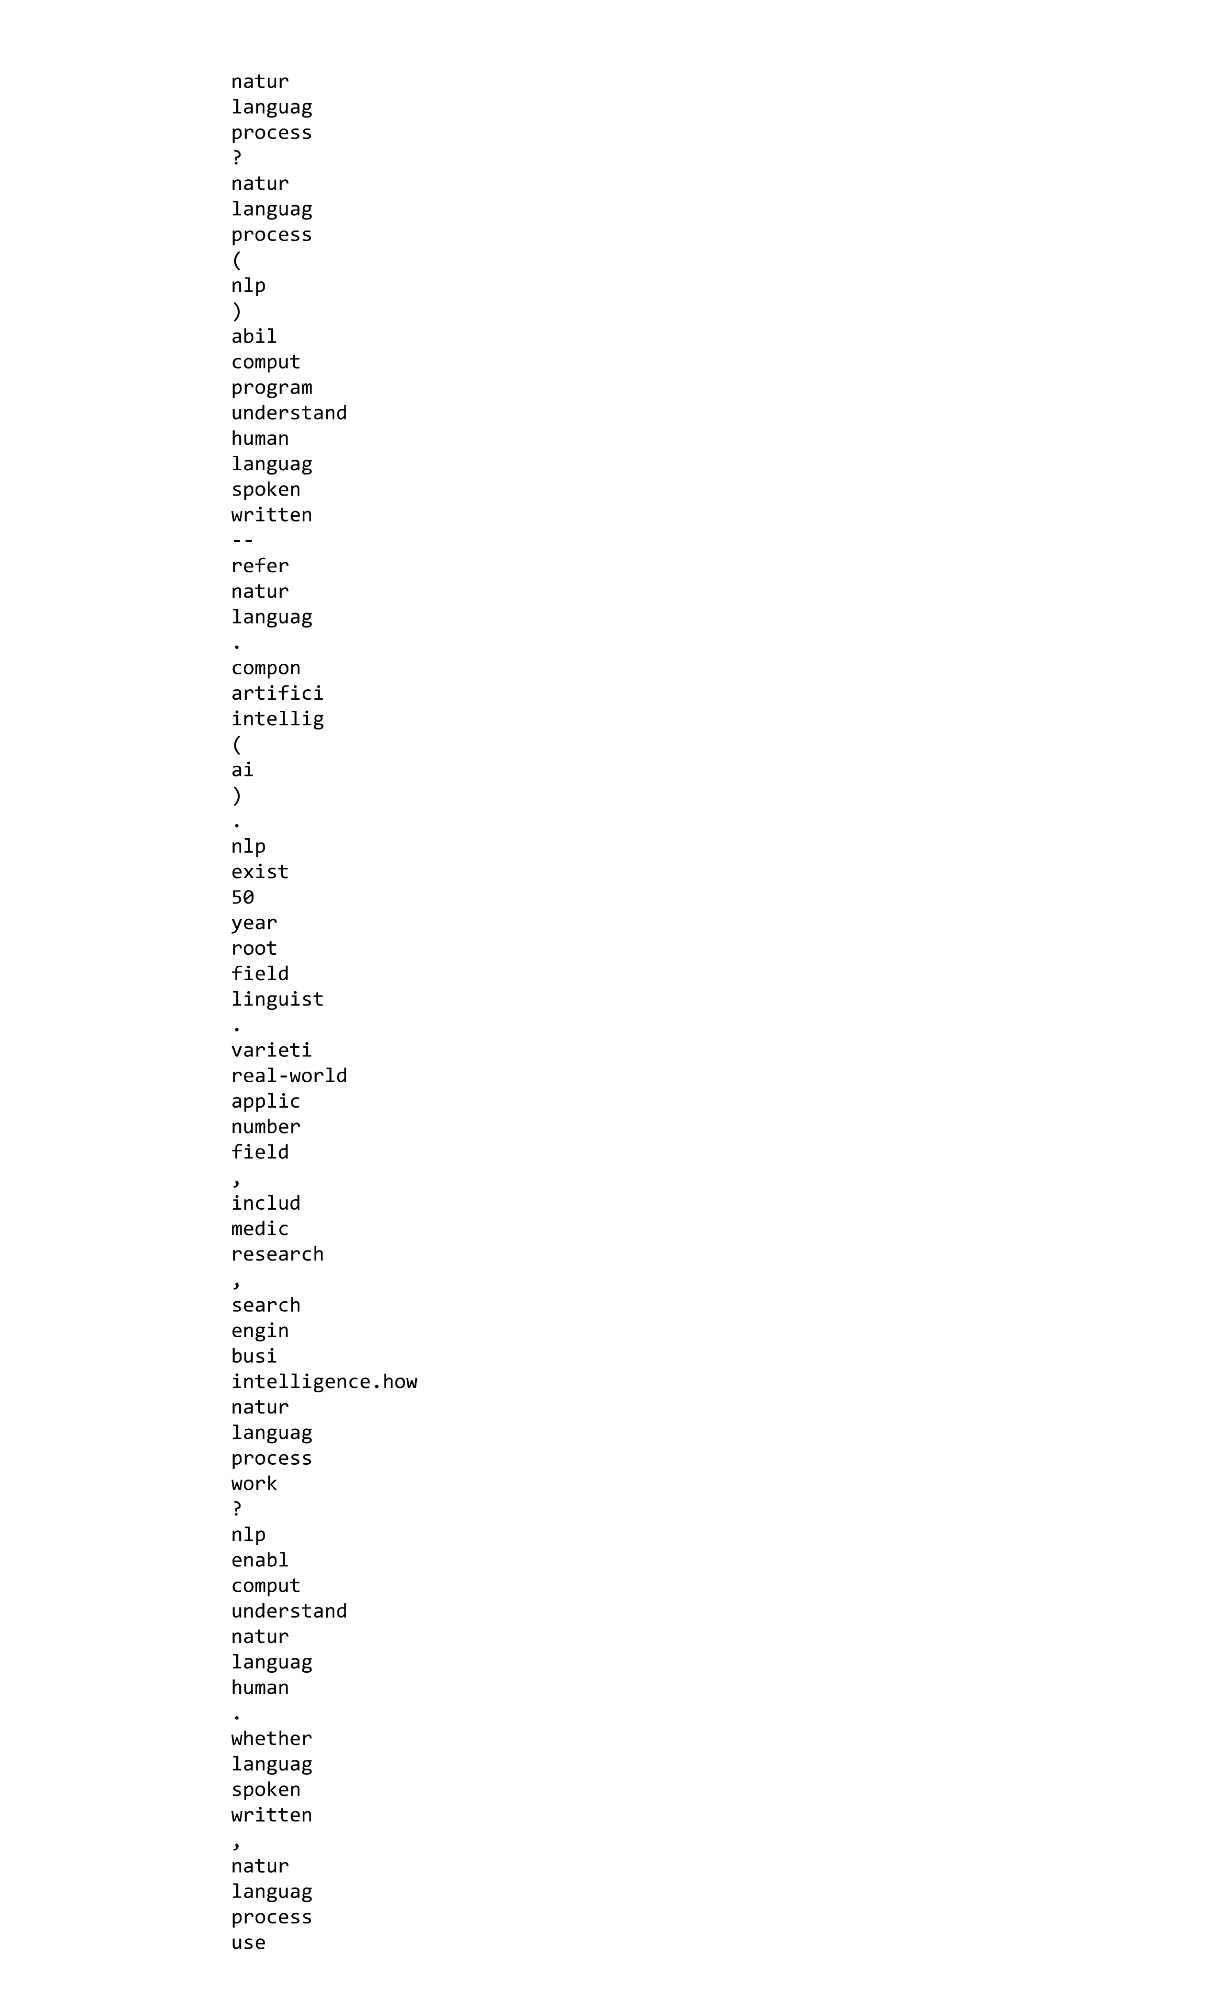 natur
languag
process
?
natur
languag
process
(
nlp
)
abil
comput
program
understand
human
languag
spoken
written
--
refer
natur
languag
.
compon
artifici
intellig
(
ai
)
.
nlp
exist
50
year
root
field
linguist
.
varieti
real-world
applic
number
field
,
includ
medic
research
,
search
engin
busi
intelligence.how
natur
languag
process
work
?
nlp
enabl
comput
understand
natur
languag
human
.
whether
languag
spoken
written
,
natur
languag
process
use